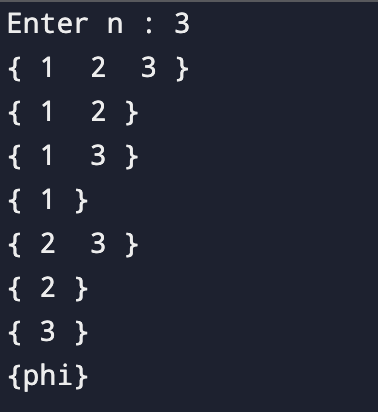 Enter n : 3
{ 1  2  3 }
{ 1  2 }
{ 1  3 }
{ 1 }
{ 2  3 }
{ 2 }
{ 3 }
{phi}